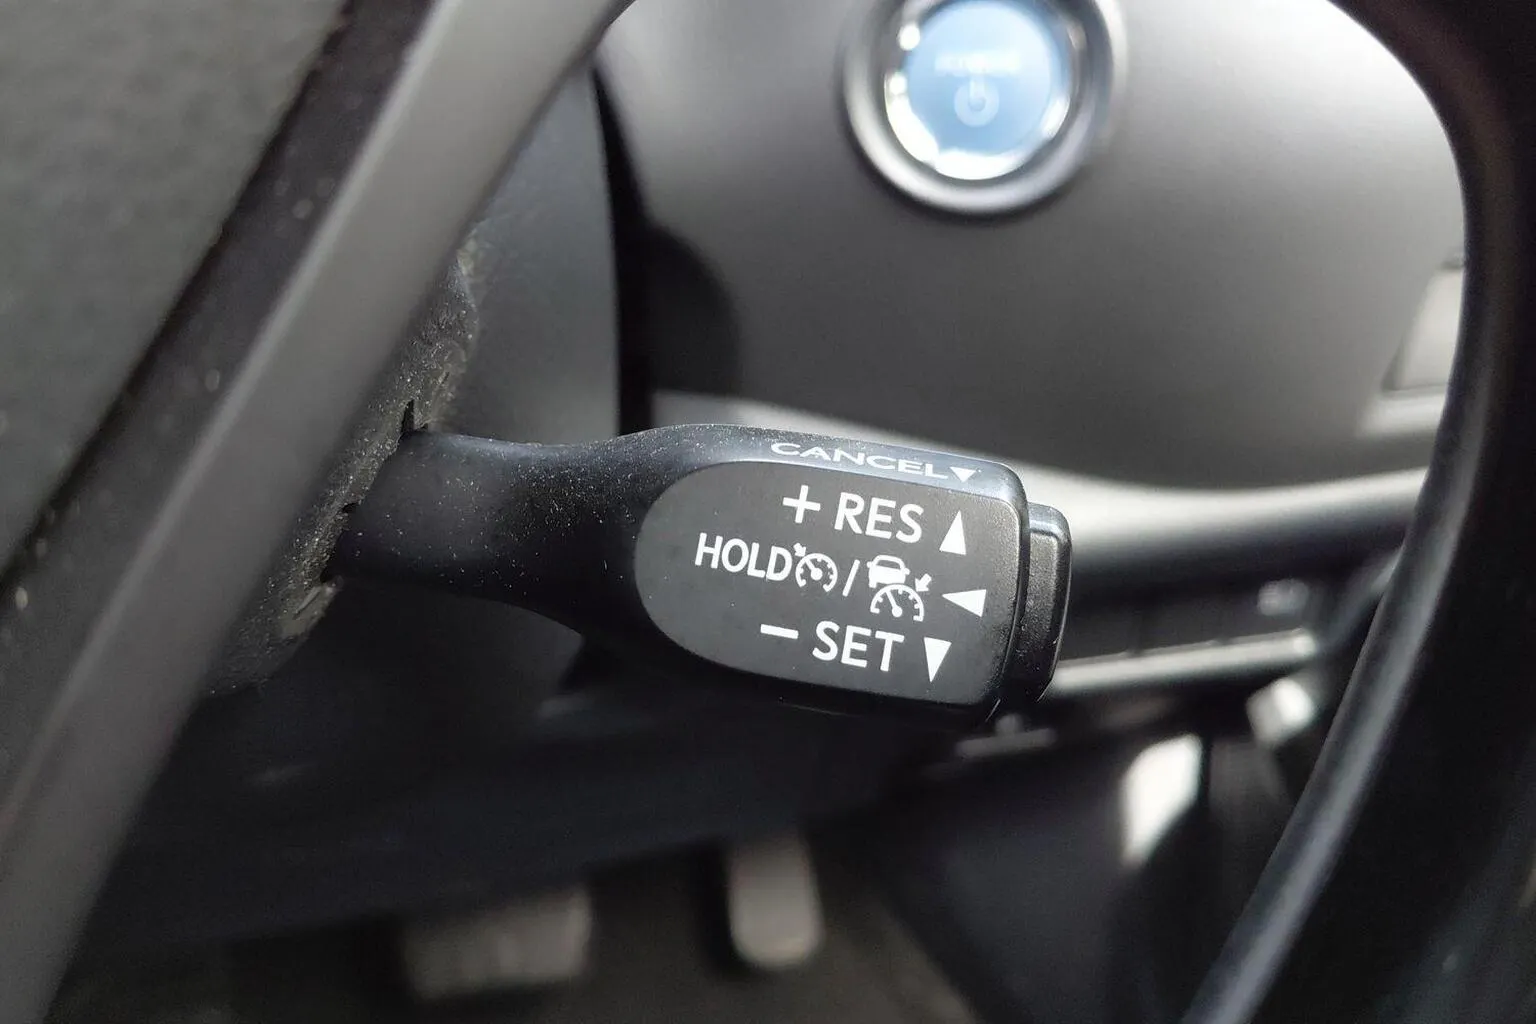 CANCEL
+ RES
HOLD /
- SET